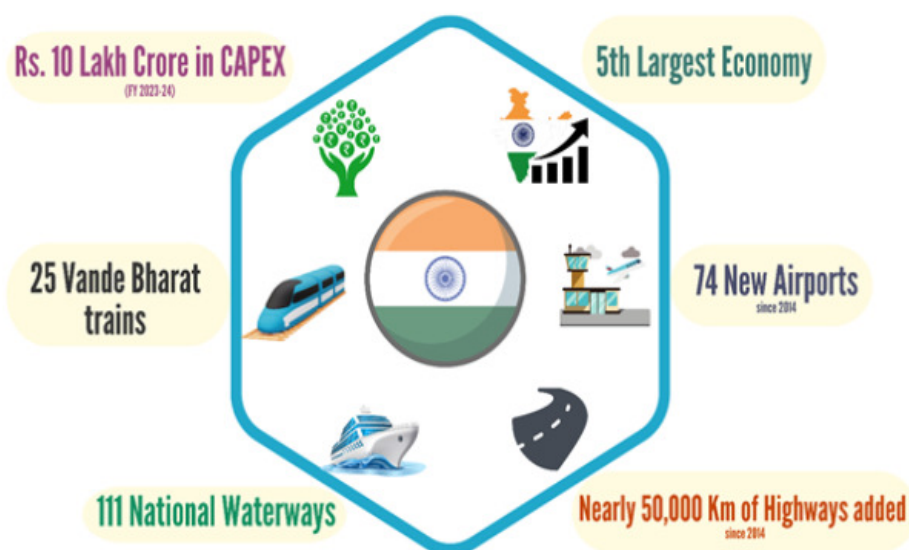 Rs. 10 Lakh Crore in CAPEX
(FY 2023-24)
5th Largest Economy
25 Vande Bharat
trains
74 New Airports
since 2014
111 National Waterways
Nearly 50,000 Km of Highways added
since 2014